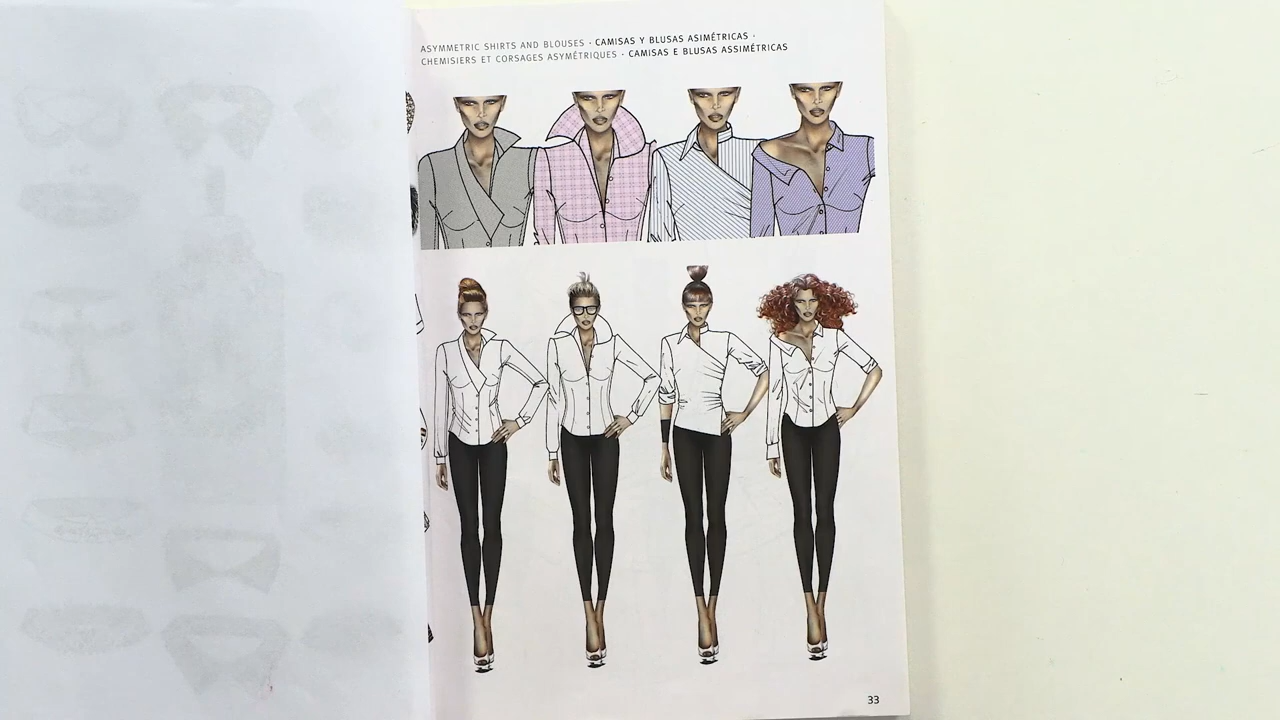 ASYMMETRIC SHIRTS AND BLOUSES · CAMISAS Y BLUSAS ASIMÉTRICAS ·
CHEMISIERS ET CORSAGES ASYMÉTRIQUES · CAMISAS E BLUSAS ASSIMÉTRICAS
33